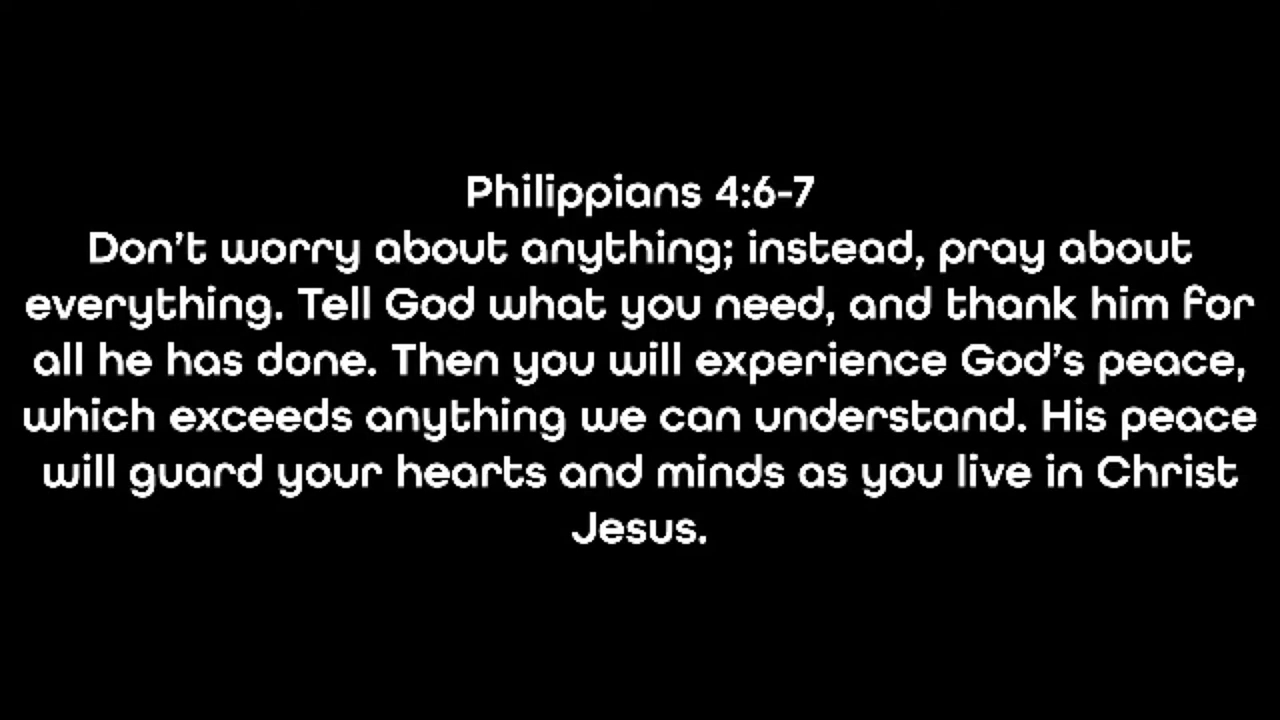 Philippians 4:6-7
Don't worry about anything; instead, pray about
everything. Tell God what you need, and thank him for
all he has done. Then you will experience God's peace,
which exceeds anything we can understand. His peace
will guard your hearts and minds as you live in Christ
Jesus.